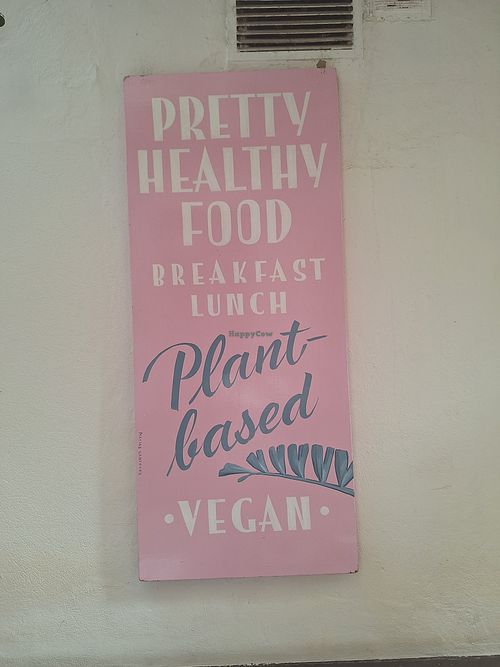 PRETTY
HEALTHY
FOOD
BREAKFAST
LUNCH
HappyCow
Plant-
based
• VEGAN •